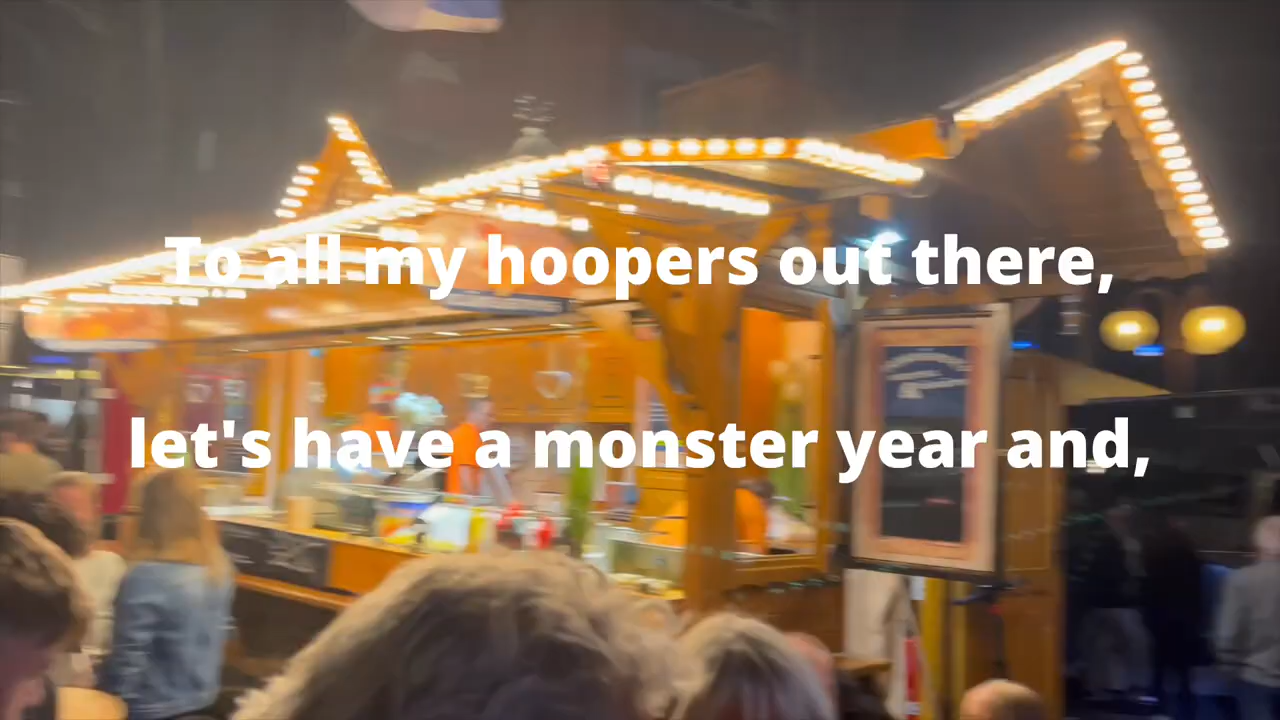 To all my hoopers out there,
let's have a monster year and,